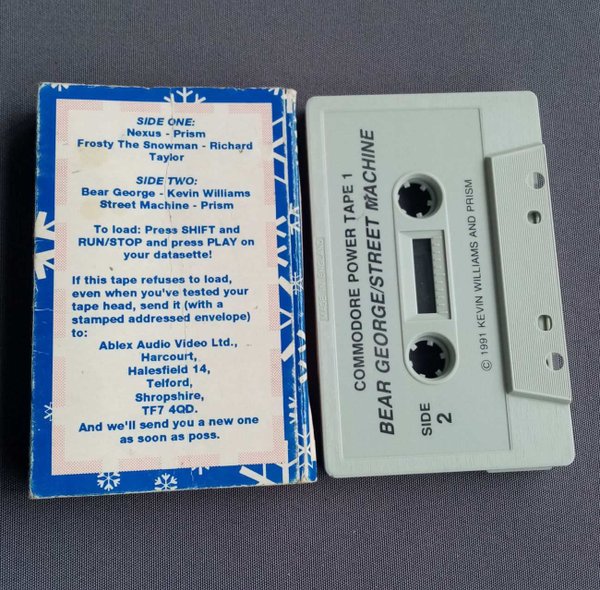 SIDE ONE:
Nexus - Prism
Frosty The Snowman - Richard
Taylor
SIDE TWO:
Bear George - Kevin Williams
Street Machine - Prism
To load: Press SHIFT and
RUN/STOP and press PLAY on
your datasette!
If this tape refuses to load,
even when you've tested your
tape head, send it (with a
stamped addressed envelope)
to:
Ablex Audio Video Ltd.,
Harcourt,
Halesfield 14,
Telford,
Shropshire,
TF7 4QD.
And we'll send you a new one
as soon as poss.
COMMODORE POWER TAPE 1
BEAR GEORGE/STREET MACHINE
SIDE
2
© 1991 KEVIN WILLIAMS AND PRISM